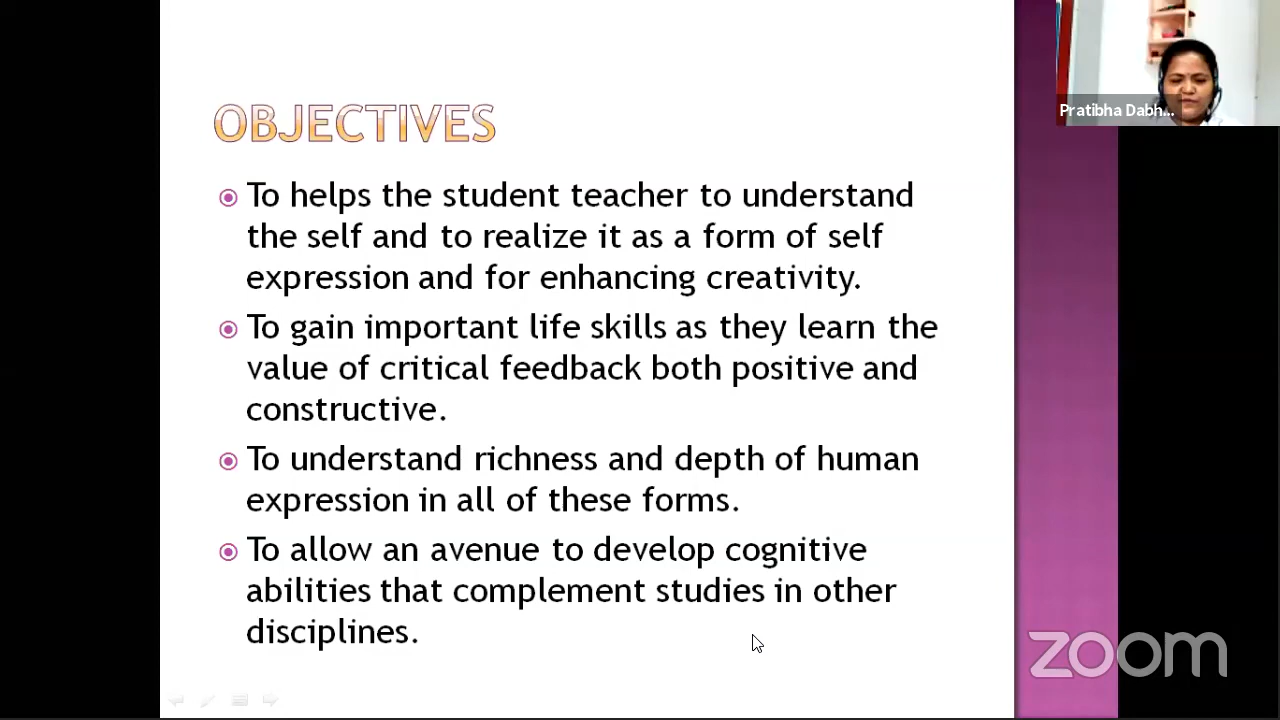 OBJECTIVES
To helps the student teacher to understand
the self and to realize it as a form of self
expression and for enhancing creativity.
To gain important life skills as they learn the
value of critical feedback both positive and
constructive.
To understand richness and depth of human
expression in all of these forms.
To allow an avenue to develop cognitive
abilities that complement studies in other
disciplines.
Pratibha Dabh...
zoom